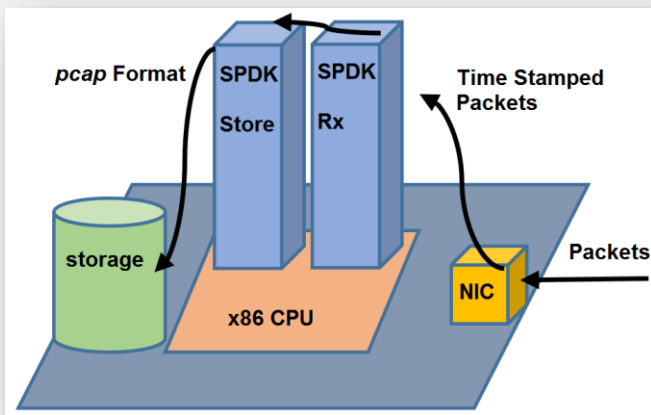 pcap Format
SPDK
Store
SPDK
Rx
Time Stamped
Packets
storage
x86 CPU
NIC
Packets